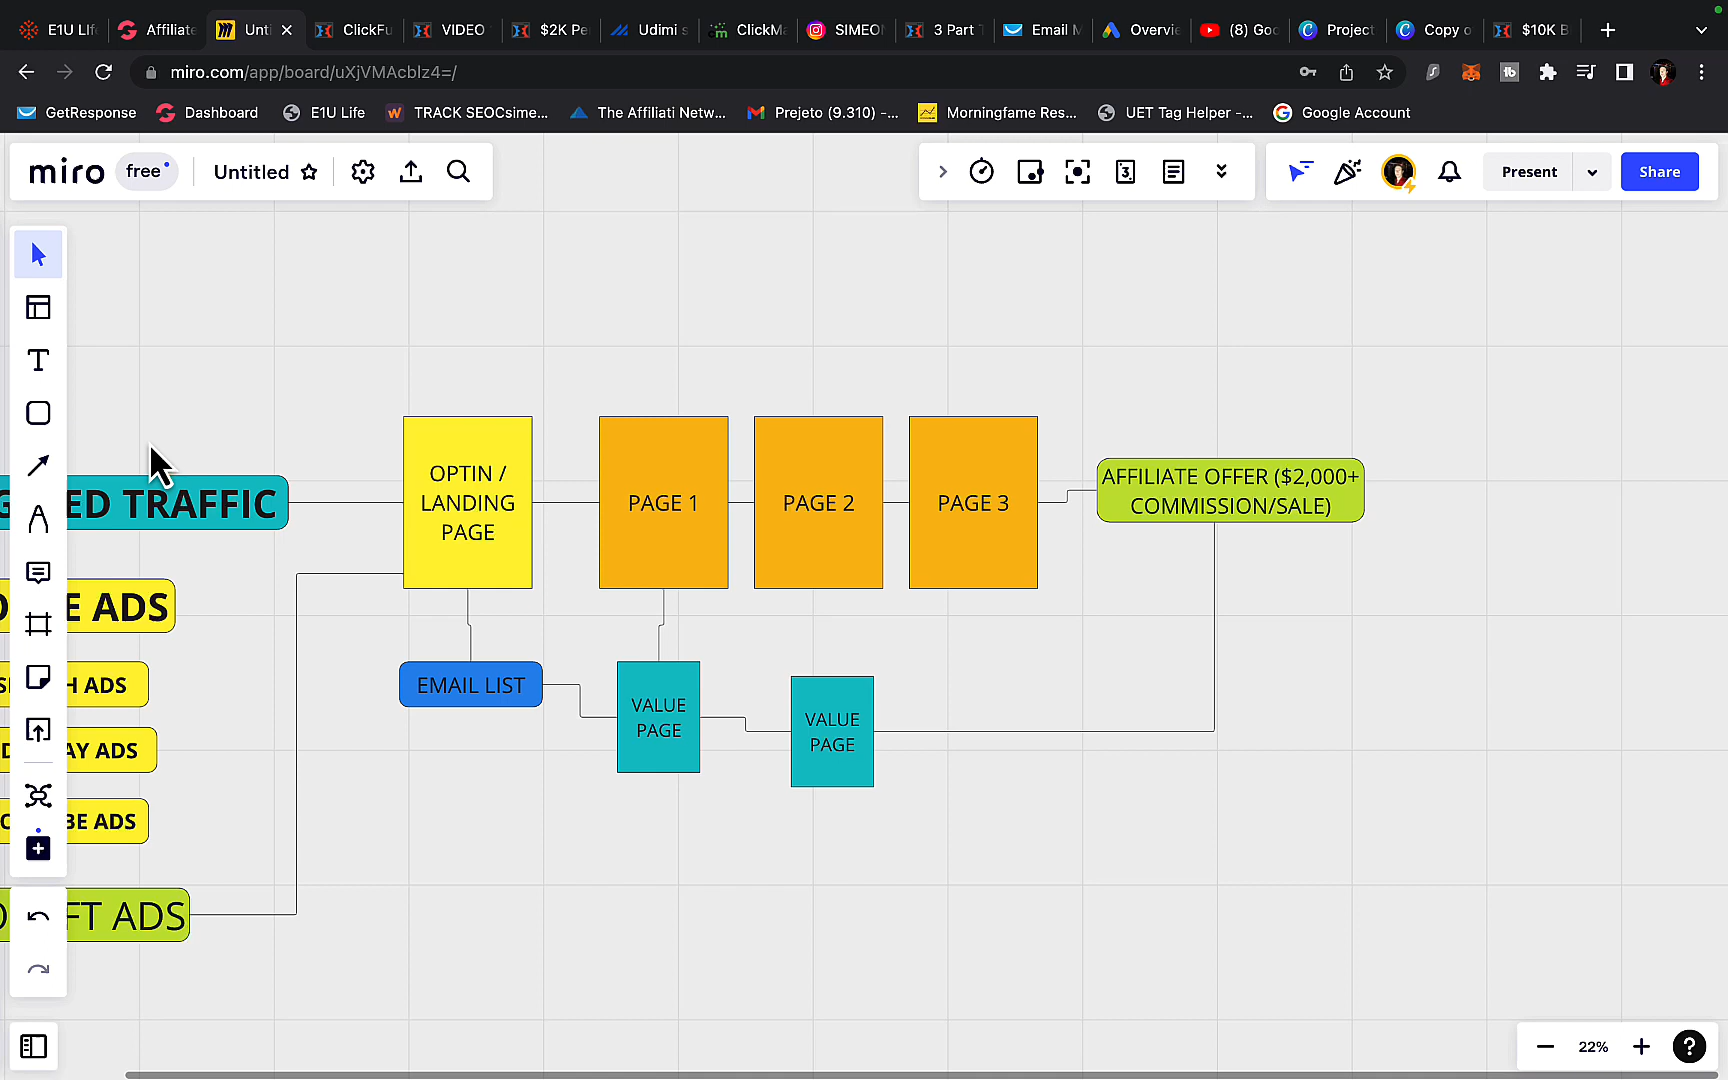 E1U LIfe
Affiliate
Unti
ClickFu
VIDEO
$2K Pe
Udimi s
ClickMa
SIMEON
3 Part T
Email M
Overvie
(8) Goo
Project
Copy o
$10K B
miro.com/app/board/uXjVMAcblz4=/
GetResponse
Dashboard
E1U Life
TRACK SEOCsime...
The Affiliati Netw...
Prejeto (9.310) -...
Morningfame Res...
UET Tag Helper -...
Google Account
miro
free
Untitled
3
Present
Share
ED TRAFFIC
OPTIN /
LANDING
PAGE
PAGE 1
PAGE 2
PAGE 3
AFFILIATE OFFER ($2,000+
COMMISSION/SALE)
E ADS
H ADS
AY ADS
BE ADS
FT ADS
EMAIL LIST
VALUE
PAGE
VALUE
PAGE
22%